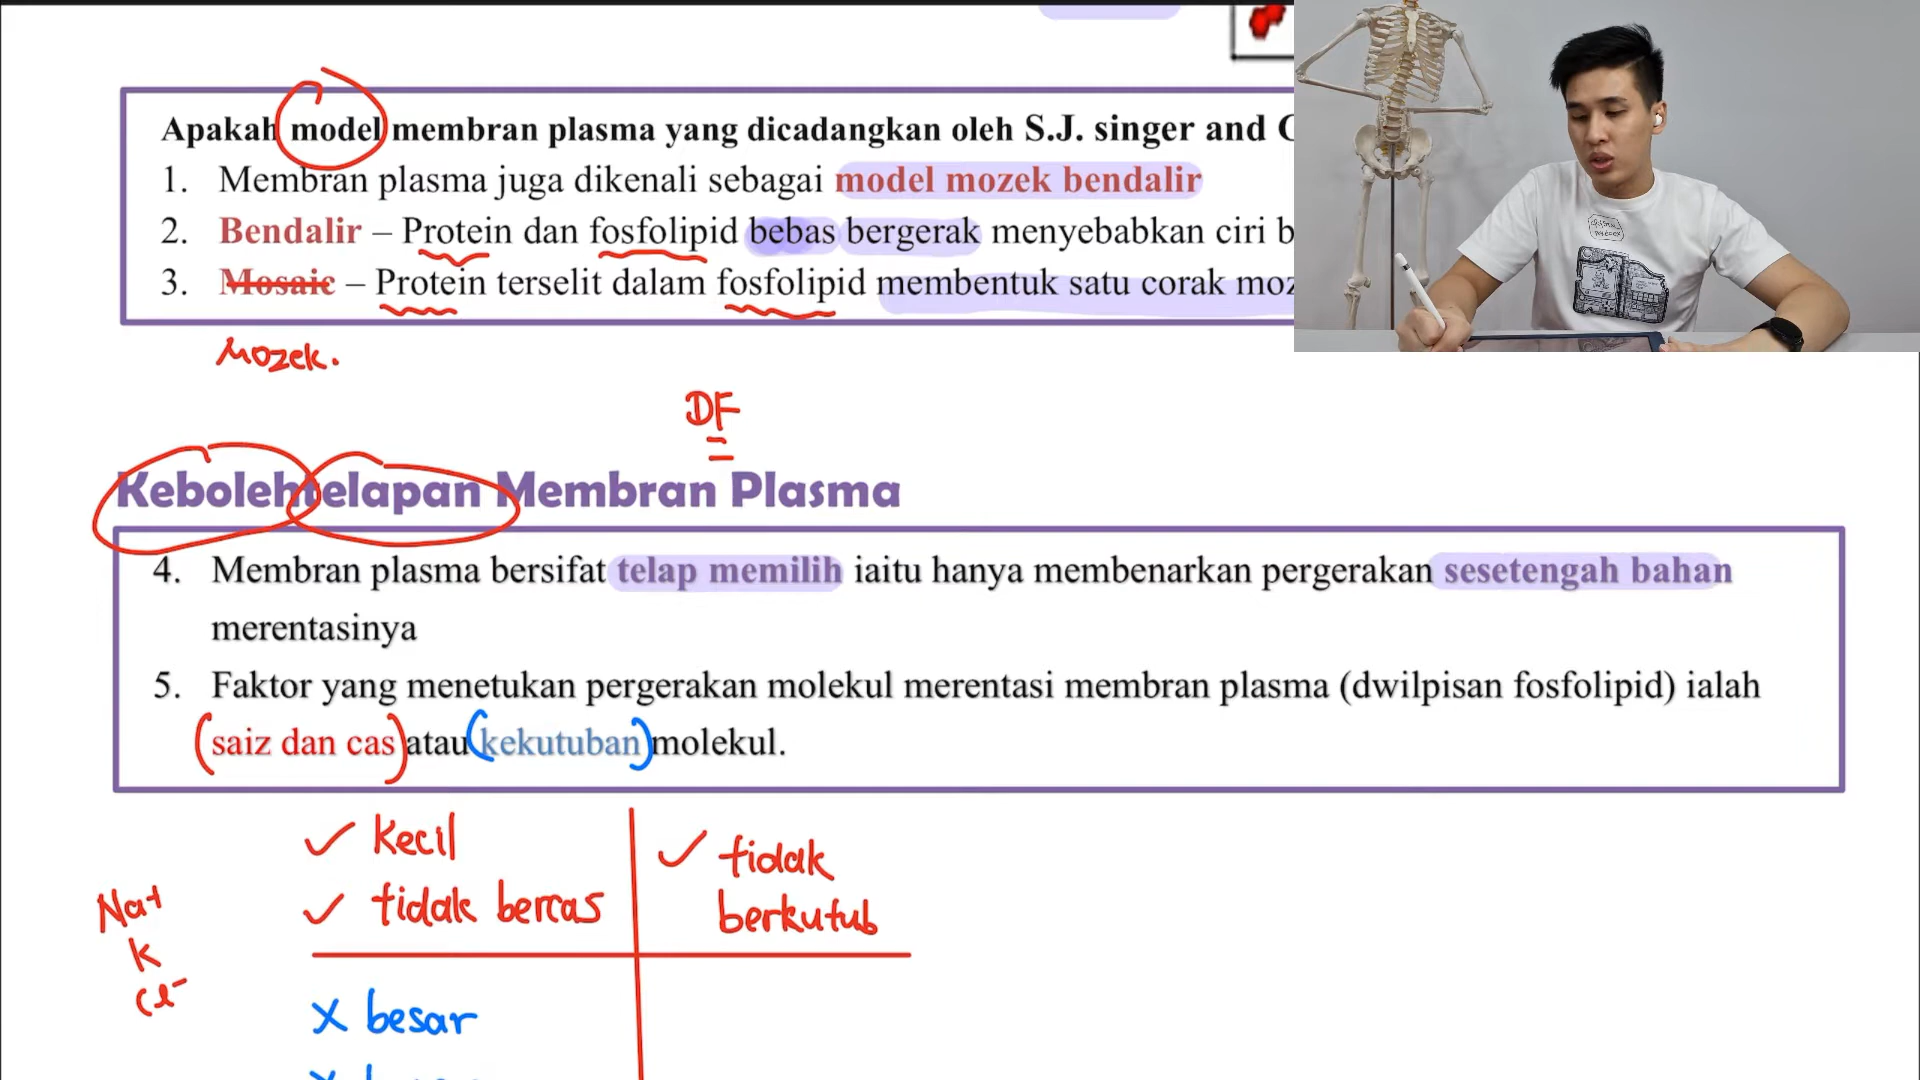 Apakah model membran plasma yang dicadangkan oleh S.J. singer and
1. Membran plasma juga dikenali sebagai model mozek bendalir
2. Bendalir – Protein dan fosfolipid bebas bergerak menyebabkan ciri b
3. Mosaic – Protein terselit dalam fosfolipid membentuk satu corak moz
Mozek.
DF
Kebolehtelapan Membran Plasma
4. Membran plasma bersifat telap memilih iaitu hanya membenarkan pergerakan sesetengah bahan
merentasinya
5. Faktor yang menetukan pergerakan molekul merentasi membran plasma (dwilpisan fosfolipid) ialah
(saiz dan cas) atau (kekutuban) molekul.
✓ Kecil
✓ tidak bercas
✓ tidak
berkutub
Na+
K
Cl-
X besar